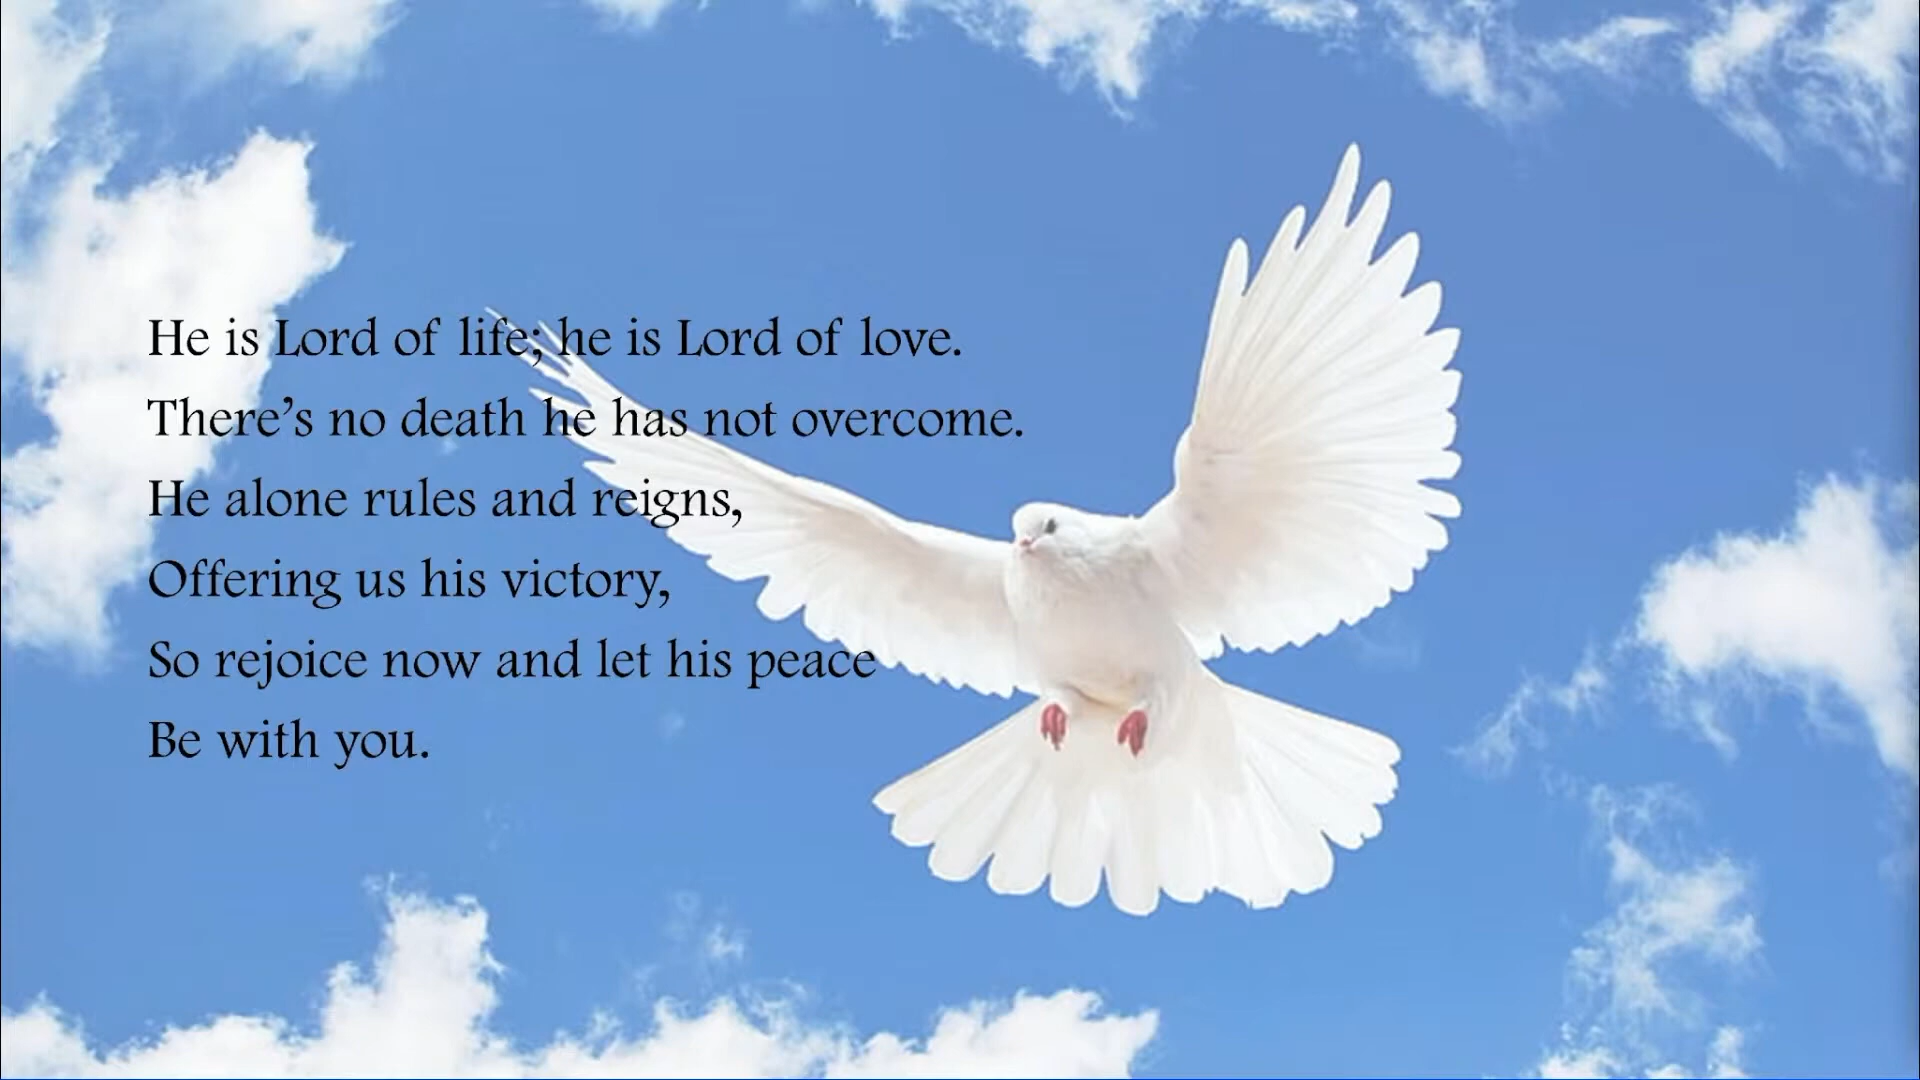 He is Lord of life; he is Lord of love.
There’s no death he has not overcome.
He alone rules and reigns,
Offering us his victory,
So rejoice now and let his peace
Be with you.